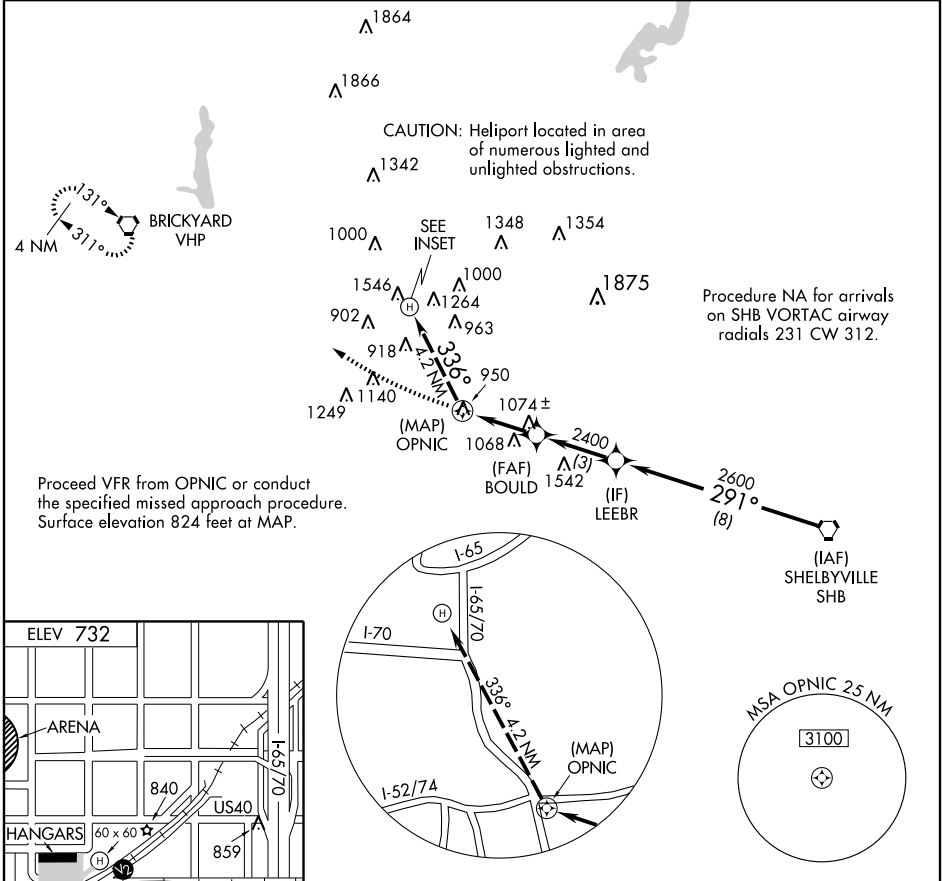 1864
1866
CAUTION: Heliport located in area
of numerous lighted and
unlighted obstructions.
1342
131°
311°
4 NM
BRICKYARD
VHP
1000
SEE
INSET
1348
1354
1546
1000
1264
1875
902
963
918
Procedure NA for arrivals
on SHB VORTAC airway
radials 231 CW 312.
H
336°
4.2 NM
950
1140
1249
(MAP)
OPNIC
1074±
1068
2400
(3)
1542
(FAF)
BOULD
(IF)
LEEBR
2600
291°
(8)
(IAF)
SHELBYVILLE
SHB
Proceed VFR from OPNIC or conduct
the specified missed approach procedure.
Surface elevation 824 feet at MAP.
I-65
I-65/70
H
I-70
336° 4.2 NM
(MAP)
OPNIC
I-52/74
MSA OPNIC 25 NM
3100
ELEV 732
ARENA
I-65/70
840
US40
HANGARS
60 x 60
859
H
V2